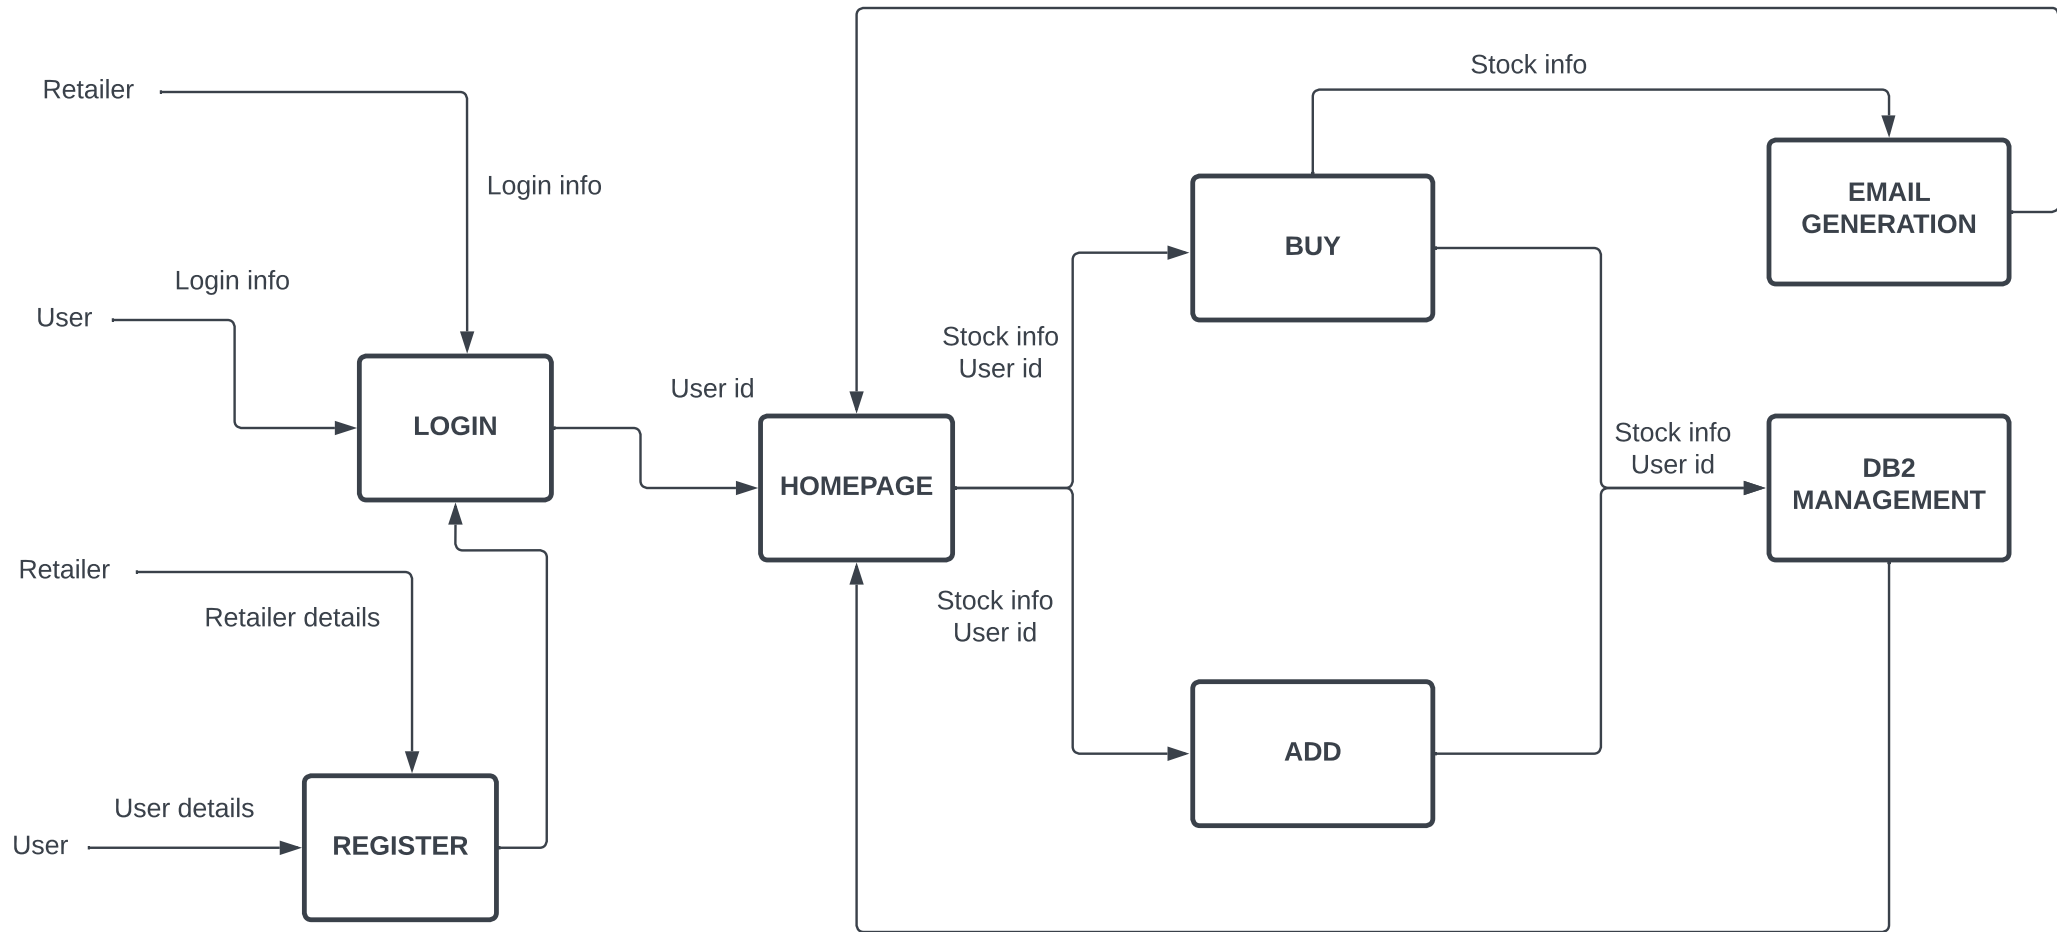 Retailer
Login info
Login info
User
LOGIN
Retailer
Retailer details
User details
User
REGISTER
User id
HOMEPAGE
Stock info
User id
Stock info
User id
BUY
ADD
Stock info
EMAIL
GENERATION
Stock info
User id
DB2
MANAGEMENT